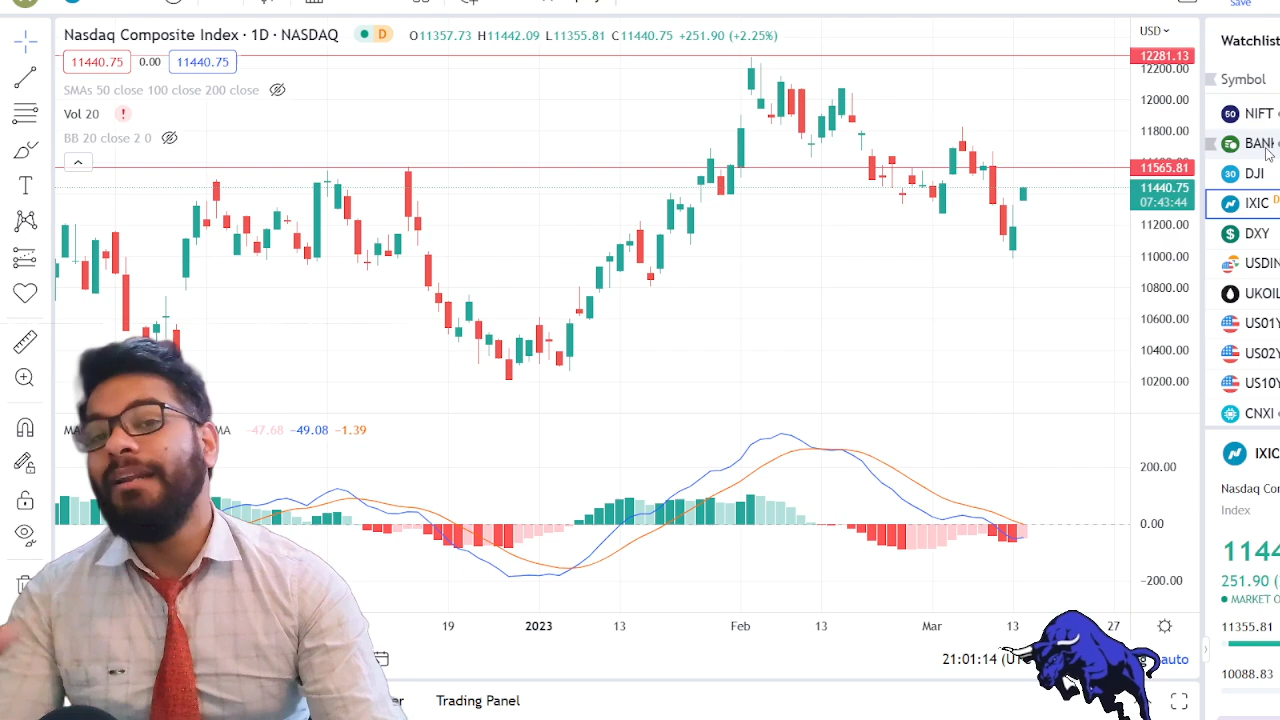 Nasdaq Composite Index · 1D · NASDAQ D O11357.73 H11442.09 L11355.81 C11440.75 +251.90 (+2.25%)
11440.75 0.00 11440.75
SMAs 50 close 100 close 200 close
Vol 20
BB 20 close 2 0
USD
12281.13
12200.00
12000.00
11800.00
11565.81
11440.75
07:43:44
11200.00
11000.00
10800.00
10600.00
10400.00
10200.00
MA -47.68 -49.08 -1.39
200.00
0.00
−200.00
19 2023 13 Feb 13 Mar 13 27
21:01:14 (U auto
Trading Panel
Save
Watchlist
Symbol
50 NIFT
BANK
30 DJI
IXIC D
DXY
USDIN
UKOIL
US01Y
US02Y
US10Y
CNXI
IXIC
Nasdaq Co
Index
1144
251.90 (
MARKET O
11355.81
10088.83